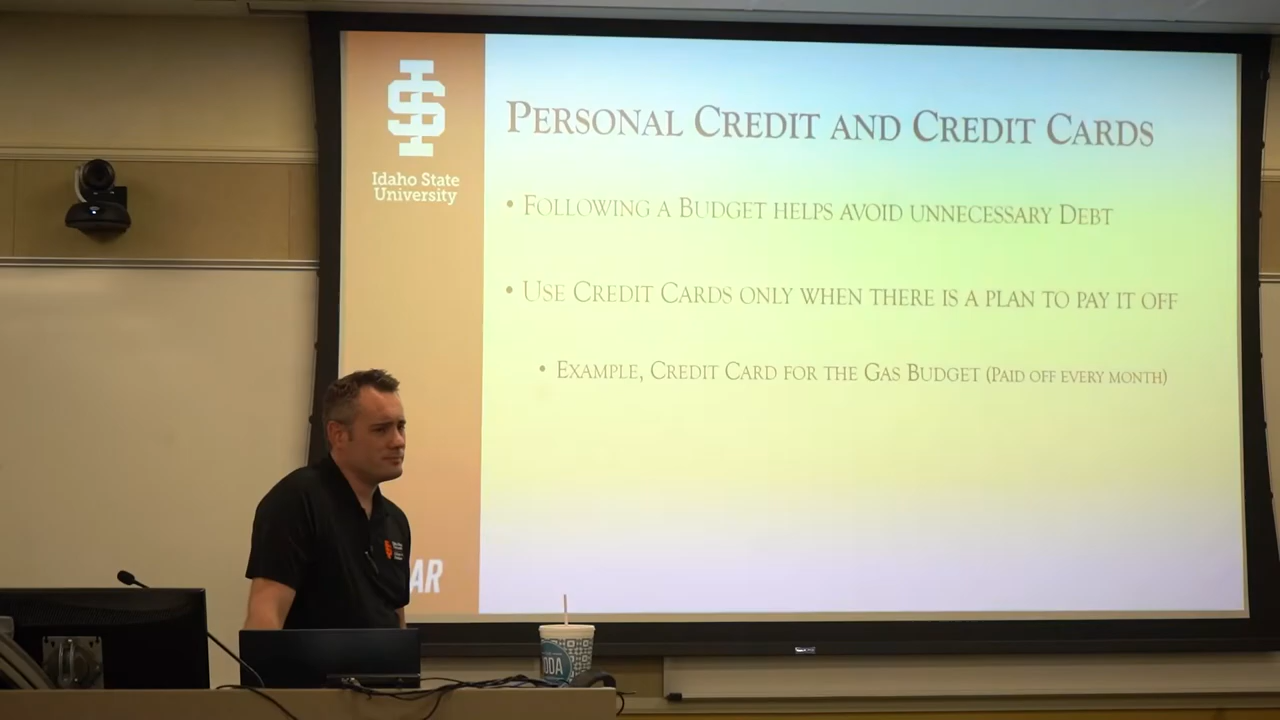 Idaho State
University
PERSONAL CREDIT AND CREDIT CARDS
• FOLLOWING A BUDGET HELPS AVOID UNNECESSARY DEBT
• USE CREDIT CARDS ONLY WHEN THERE IS A PLAN TO PAY IT OFF
• EXAMPLE, CREDIT CARD FOR THE GAS BUDGET (PAID OFF EVERY MONTH)
AR
ODA